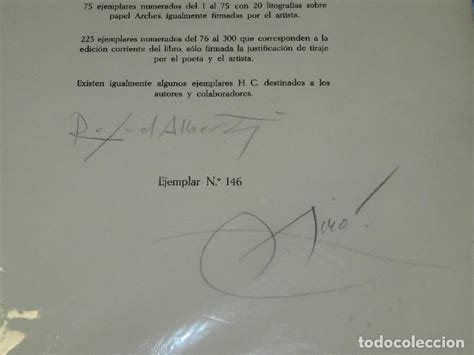 75 ejemplares numerados del 1 al 75 con 20 litografías sobre
papel Arches, igualmente firmadas por el artista.
225 ejemplares numerados del 76 al 300 que corresponden a la
edición corriente del libro, sólo firmada la justificación de tiraje
por el poeta y el artista.
Existen igualmente algunos ejemplares H. C. destinados a los
autores y colaboradores.
Rafael Alberti
Ejemplar N.º 146
Miró!
todocoleccion